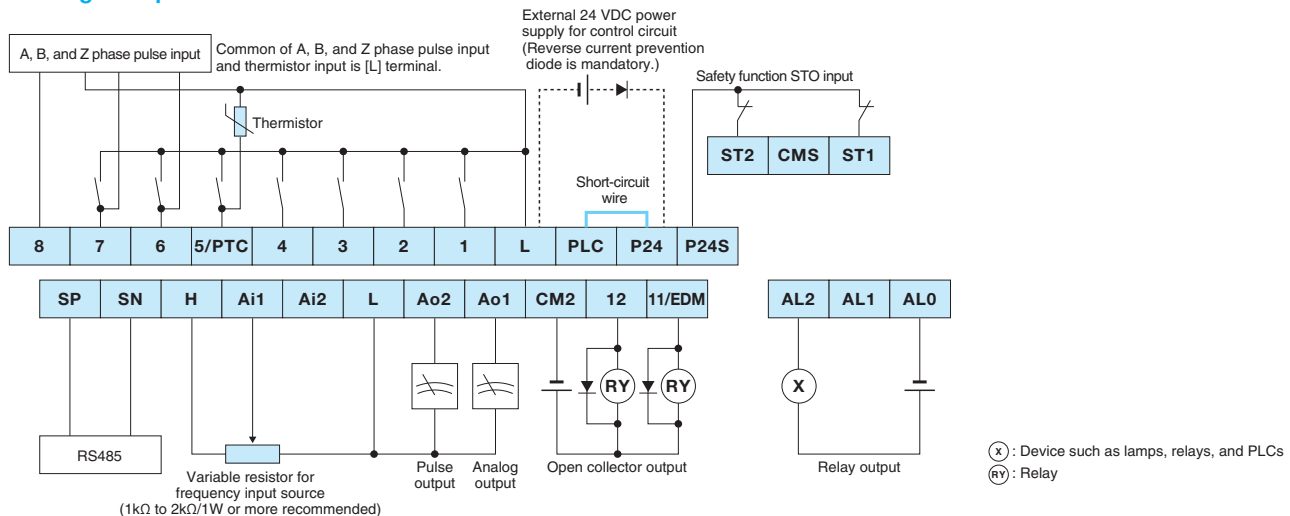 External 24 VDC power
supply for control circuit
(Reverse current prevention
diode is mandatory.)
A, B, and Z phase pulse input
Common of A, B, and Z phase pulse input
and thermistor input is [L] terminal.
Safety function STO input
Thermistor
ST2 CMS ST1
Short-circuit
wire
8 7 6 5/PTC 4 3 2 1 L PLC P24 P24S
SP SN H Ai1 Ai2 L Ao2 Ao1 CM2 12 11/EDM
AL2 AL1 AL0
RY RY
X
RS485
Variable resistor for
frequency input source
(1kΩ to 2kΩ/1W or more recommended)
Pulse
output
Analog
output
Open collector output
Relay output
X : Device such as lamps, relays, and PLCs
RY : Relay